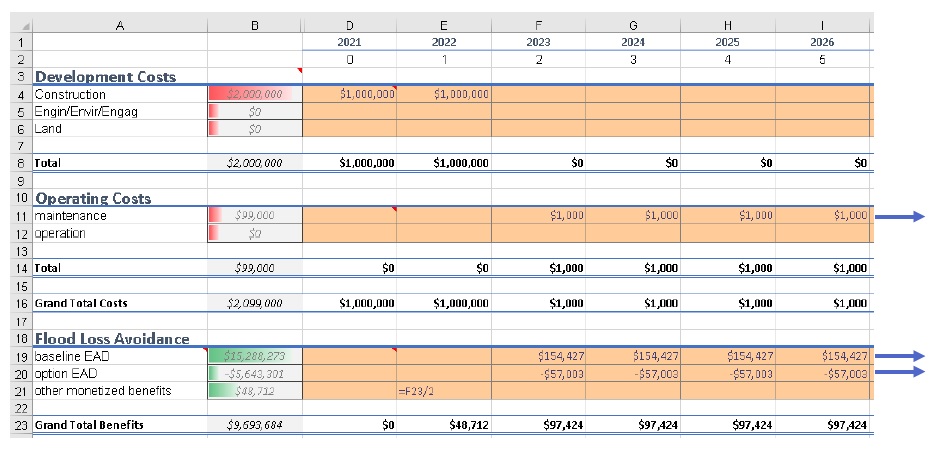 A B D E F G H I
1 2021 2022 2023 2024 2025 2026
2 0 1 2 3 4 5
3 Development Costs
4 Construction $2,000,000 $1,000,000 $1,000,000
5 Engin/Envir/Engag $0
6 Land $0
7
8 Total $2,000,000 $1,000,000 $1,000,000 $0 $0 $0 $0
9
10 Operating Costs
11 maintenance $99,000 $1,000 $1,000 $1,000 $1,000
12 operation $0
13
14 Total $99,000 $0 $0 $1,000 $1,000 $1,000 $1,000
15
16 Grand Total Costs $2,099,000 $1,000,000 $1,000,000 $1,000 $1,000 $1,000 $1,000
17
18 Flood Loss Avoidance
19 baseline EAD $15,288,273 $154,427 $154,427 $154,427 $154,427
20 option EAD -$5,643,301 -$57,003 -$57,003 -$57,003 -$57,003
21 other monetized benefits $48,712 =F23/2
22
23 Grand Total Benefits $9,693,684 $0 $48,712 $97,424 $97,424 $97,424 $97,424